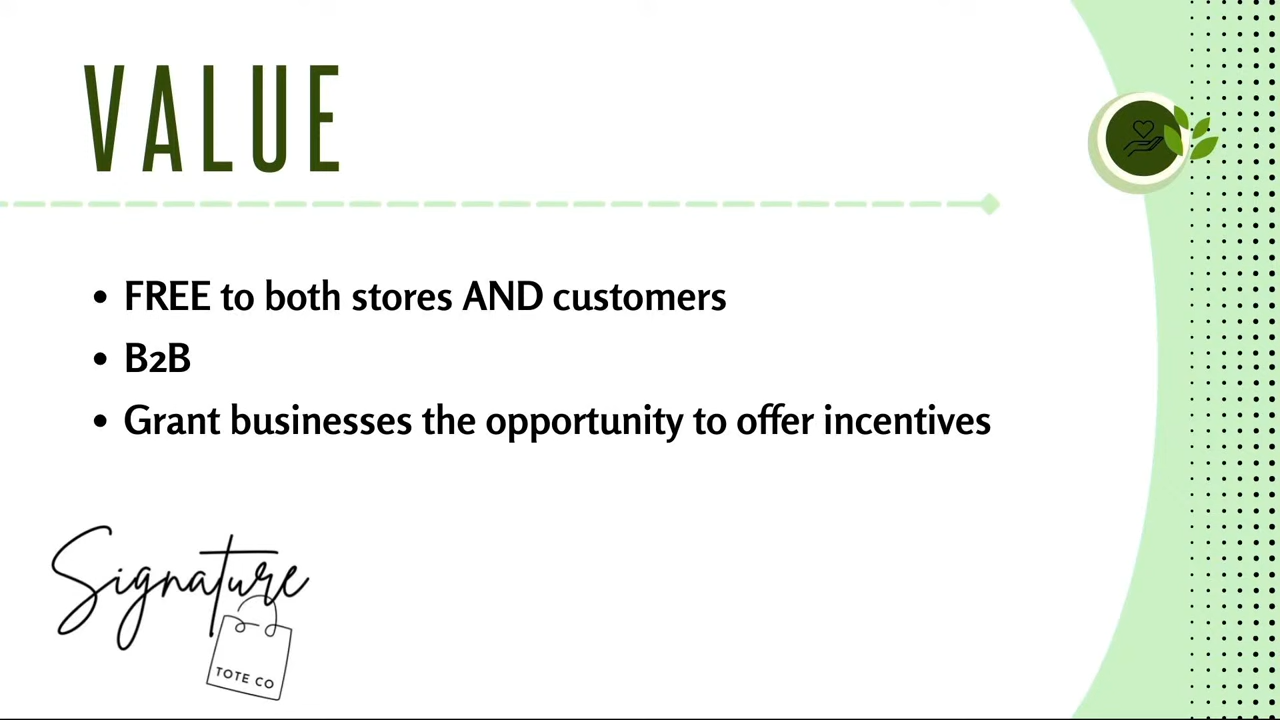 VALUE
FREE to both stores AND customers
B2B
Grant businesses the opportunity to offer incentives
Signature
TOTE CO